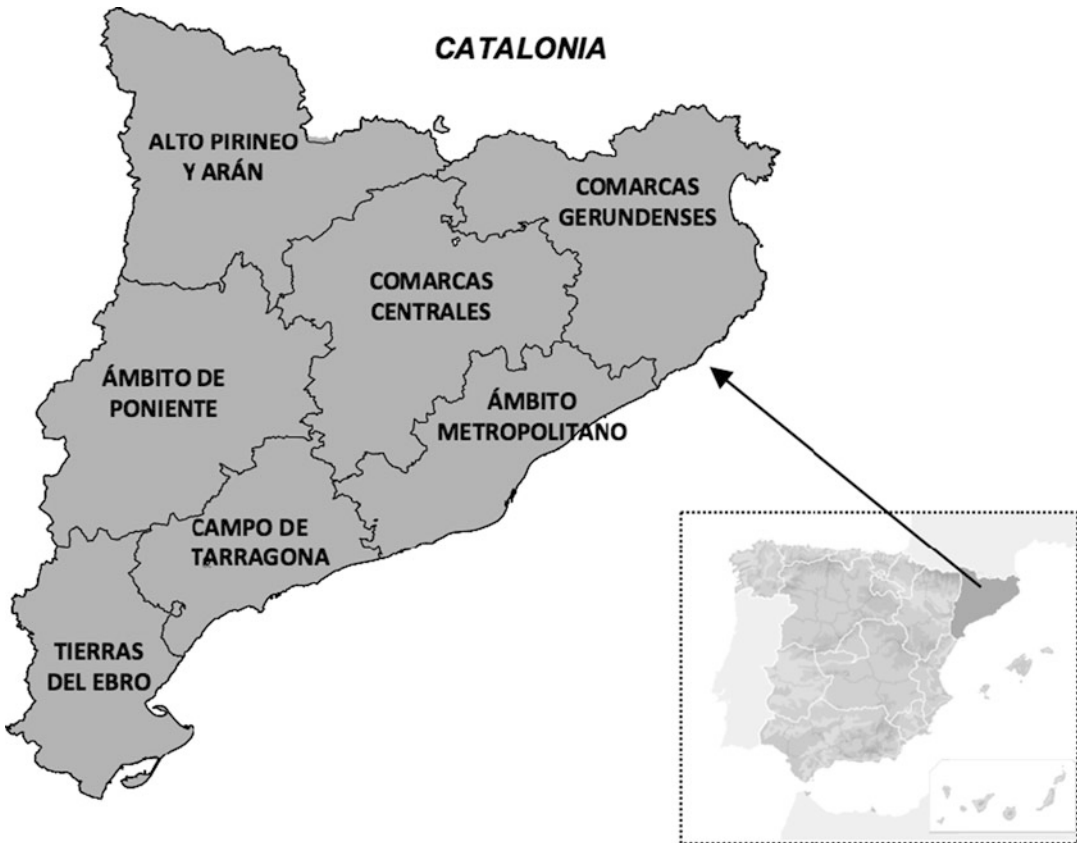 CATALONIA
ALTO PIRINEO
Y ARÁN
COMARCAS
GERUNDENSES
COMARCAS
CENTRALES
ÁMBITO DE
PONIENTE
ÁMBITO
METROPOLITANO
CAMPO DE
TARRAGONA
TIERRAS
DEL EBRO